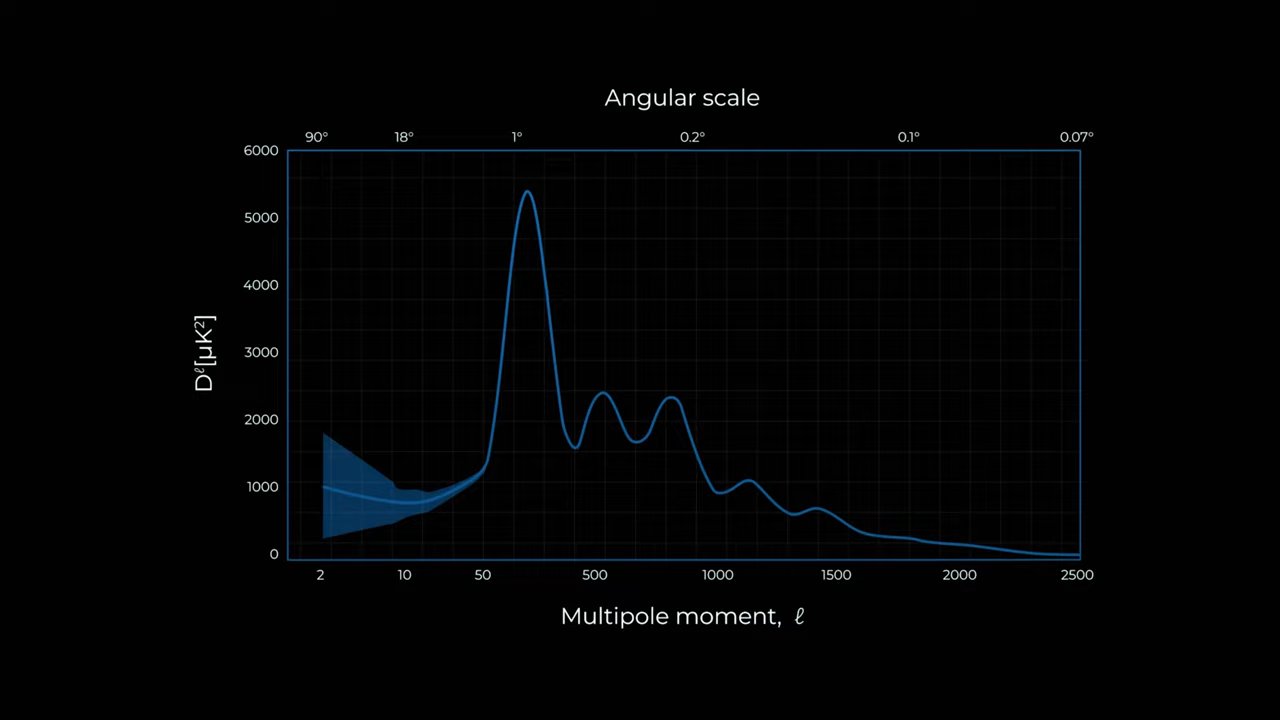 Angular scale
90° 18° 1° 0.2° 0.1° 0.07°
6000
5000
4000
3000
2000
1000
0
Dℓ[μK²]
2 10 50 500 1000 1500 2000 2500
Multipole moment, ℓ